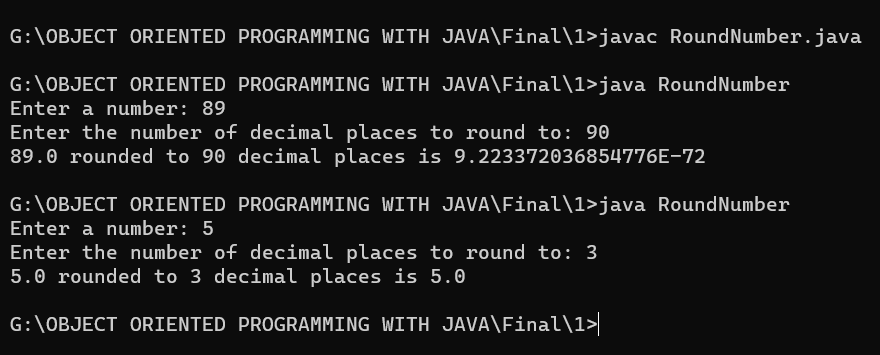 G:\OBJECT ORIENTED PROGRAMMING WITH JAVA\Final\1>javac RoundNumber.java
G:\OBJECT ORIENTED PROGRAMMING WITH JAVA\Final\1>java RoundNumber
Enter a number: 89
Enter the number of decimal places to round to: 90
89.0 rounded to 90 decimal places is 9.223372036854776E-72
G:\OBJECT ORIENTED PROGRAMMING WITH JAVA\Final\1>java RoundNumber
Enter a number: 5
Enter the number of decimal places to round to: 3
5.0 rounded to 3 decimal places is 5.0
G:\OBJECT ORIENTED PROGRAMMING WITH JAVA\Final\1>